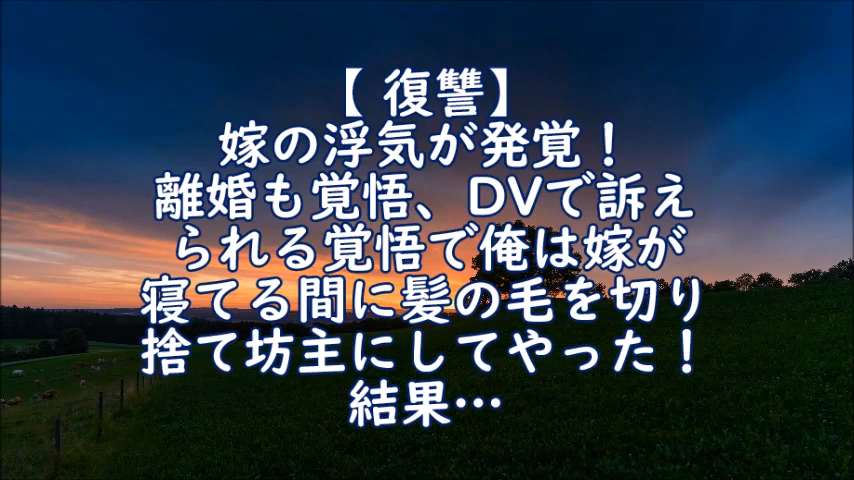 【 復讐】
嫁の浮気が発覚！
離婚も覚悟、DVで訴え
られる覚悟で俺は嫁が
寝てる間に髪の毛を切り
捨て坊主にしてやった！
結果…